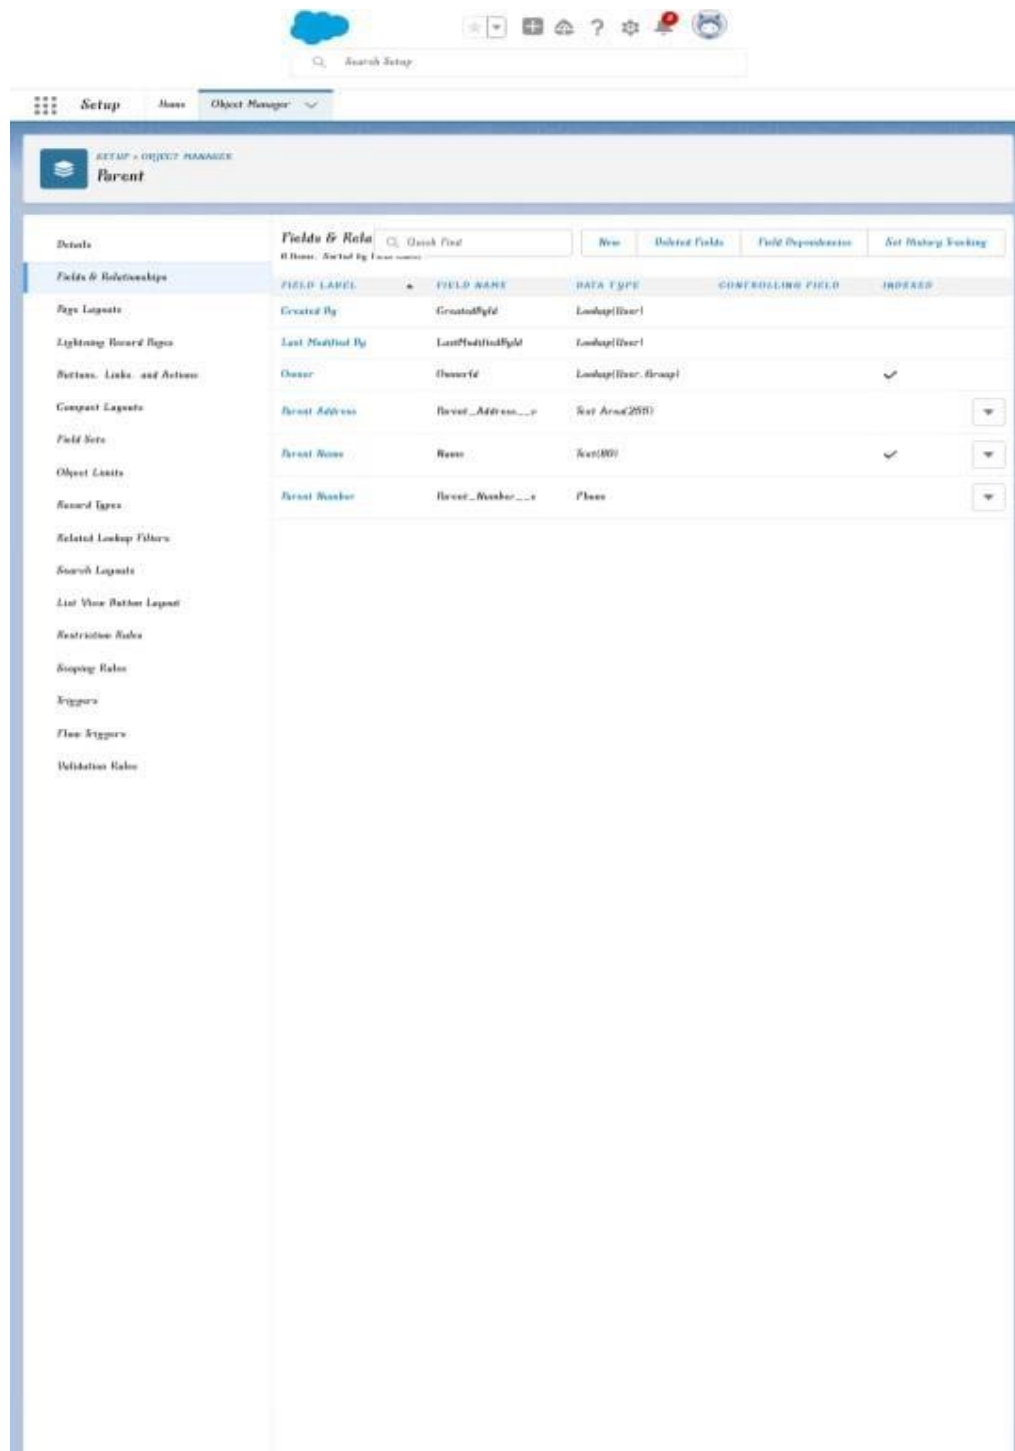 Search Setup
Setup Home Object Manager
SETUP > OBJECT MANAGER
Parent
Details
Fields & Relationships
Page Layouts
Lightning Record Pages
Buttons, Links, and Actions
Compact Layouts
Field Sets
Object Limits
Record Types
Related Lookup Filters
Search Layouts
List View Button Layout
Restriction Rules
Scoping Rules
Triggers
Flow Triggers
Validation Rules
Fields & Rela
Quick Find
New Deleted Fields Field Dependencies Set History Tracking
Items, Sorted by Field Label
FIELD LABEL FIELD NAME DATA TYPE CONTROLLING FIELD INDEXED
Created By CreatedById Lookup(User)
Last Modified By LastModifiedById Lookup(User)
Owner OwnerId Lookup(User, Group)
Parent Address Parent_Address__c Text Area(255)
Parent Name Name Text(80)
Parent Number Parent_Number__c Phone